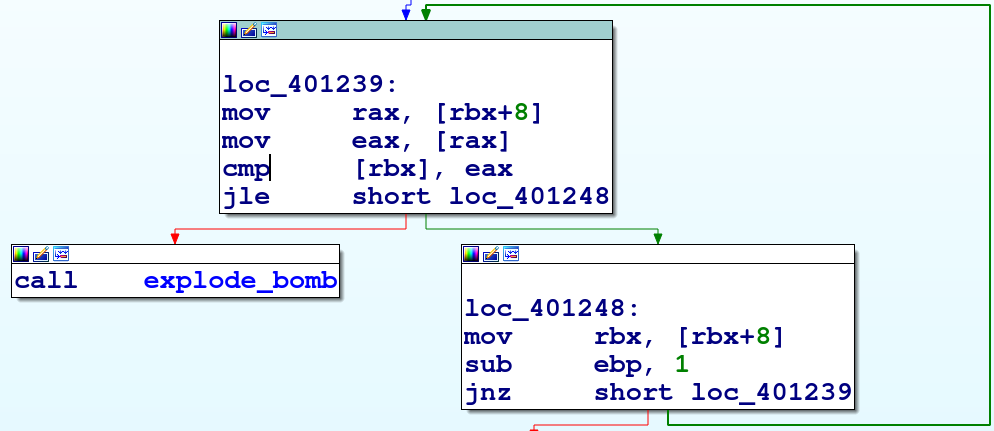 loc_401239:
mov rax, [rbx+8]
mov eax, [rax]
cmp [rbx], eax
jle short loc_401248
call explode_bomb
loc_401248:
mov rbx, [rbx+8]
sub ebp, 1
jnz short loc_401239